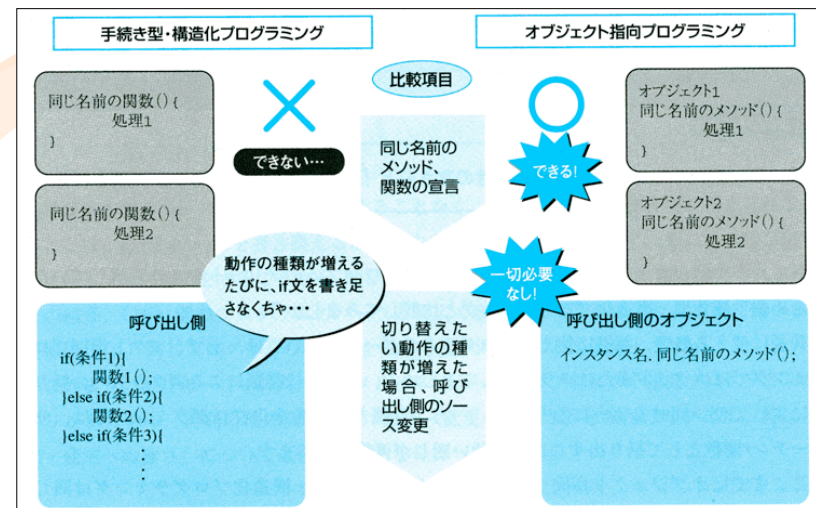 手続き型・構造化プログラミング
オブジェクト指向プログラミング
比較項目
同じ名前の関数(){
処理1
}
できない…
同じ名前の
メソッド、
関数の宣言
できる!
オブジェクト1
同じ名前のメソッド(){
処理1
}
同じ名前の関数(){
処理2
}
オブジェクト2
同じ名前のメソッド(){
処理2
}
動作の種類が増える
たびに、if文を書き足
さなくちゃ・・・
一切必要
なし!
呼び出し側
if(条件1){
関数1();
}else if(条件2){
関数2();
}else if(条件3){
⋮
切り替えた
い動作の種
類が増えた
場合、呼び
出し側のソー
ス変更
呼び出し側のオブジェクト
インスタンス名. 同じ名前のメソッド();